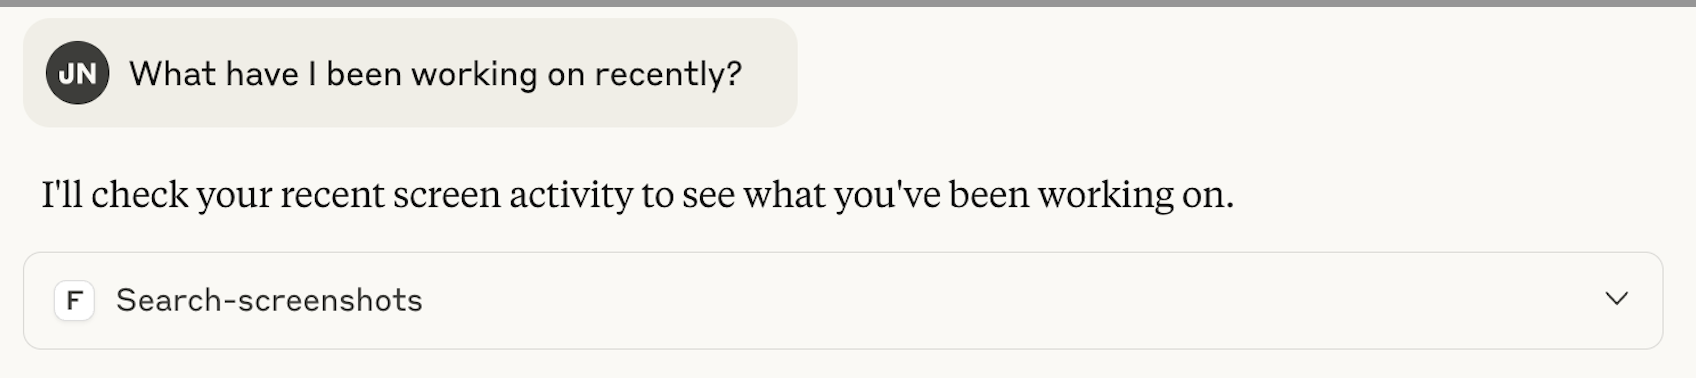 JN What have I been working on recently?
I'll check your recent screen activity to see what you've been working on.
F Search-screenshots